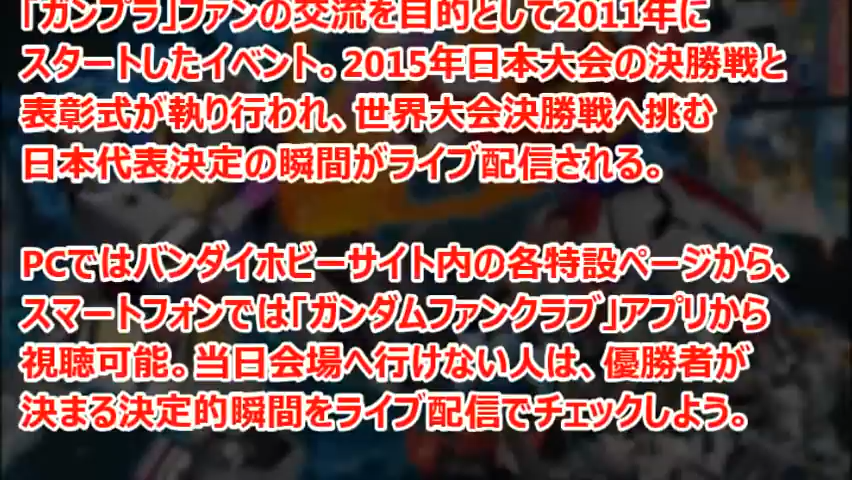 「ガンプラ」ファンの交流を目的として2011年に
スタートしたイベント。2015年日本大会の決勝戦と
表彰式が執り行われ、世界大会決勝戦へ挑む
日本代表決定の瞬間がライブ配信される。
PCではバンダイホビーサイト内の各特設ページから、
スマートフォンでは「ガンダムファンクラブ」アプリから
視聴可能。当日会場へ行けない人は、優勝者が
決まる決定的瞬間をライブ配信でチェックしよう。